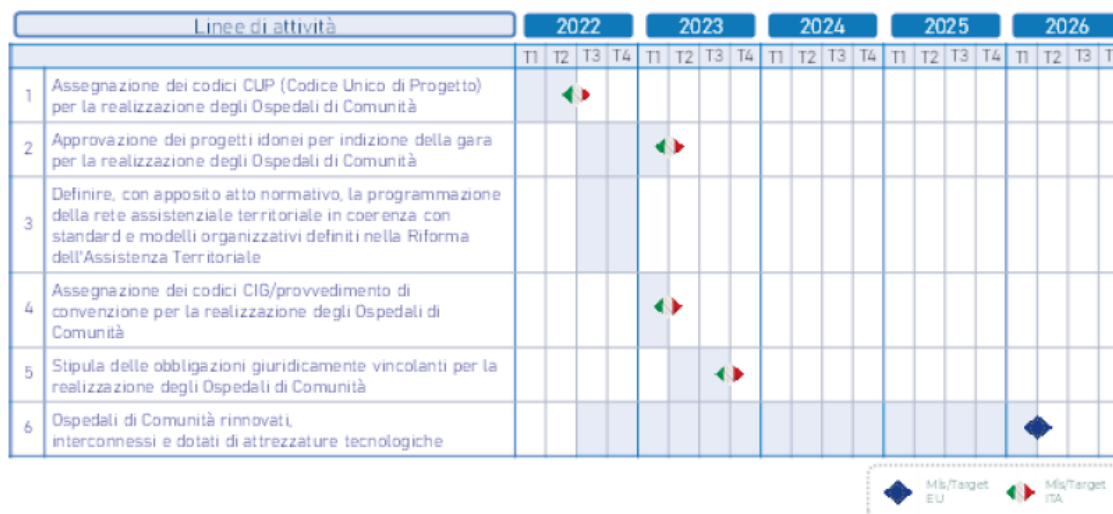 Linee di attività 2022 2023 2024 2025 2026
T1 T2 T3 T4 T1 T2 T3 T4 T1 T2 T3 T4 T1 T2 T3 T4 T1 T2 T3
1 Assegnazione dei codici CUP (Codice Unico di Progetto)
per la realizzazione degli Ospedali di Comunità
2 Approvazione dei progetti idonei per indizione della gara
per la realizzazione degli Ospedali di Comunità
3 Definire, con apposito atto normativo, la programmazione
della rete assistenziale territoriale in coerenza con
standard e modelli organizzativi definiti nella Riforma
dell'Assistenza Territoriale
4 Assegnazione dei codici CIG/provvedimento di
convenzione per la realizzazione degli Ospedali di
Comunità
5 Stipula delle obbligazioni giuridicamente vincolanti per la
realizzazione degli Ospedali di Comunità
6 Ospedali di Comunità rinnovati,
interconnessi e dotati di attrezzature tecnologiche
Mls/Target
EU
Mls/Target
ITA